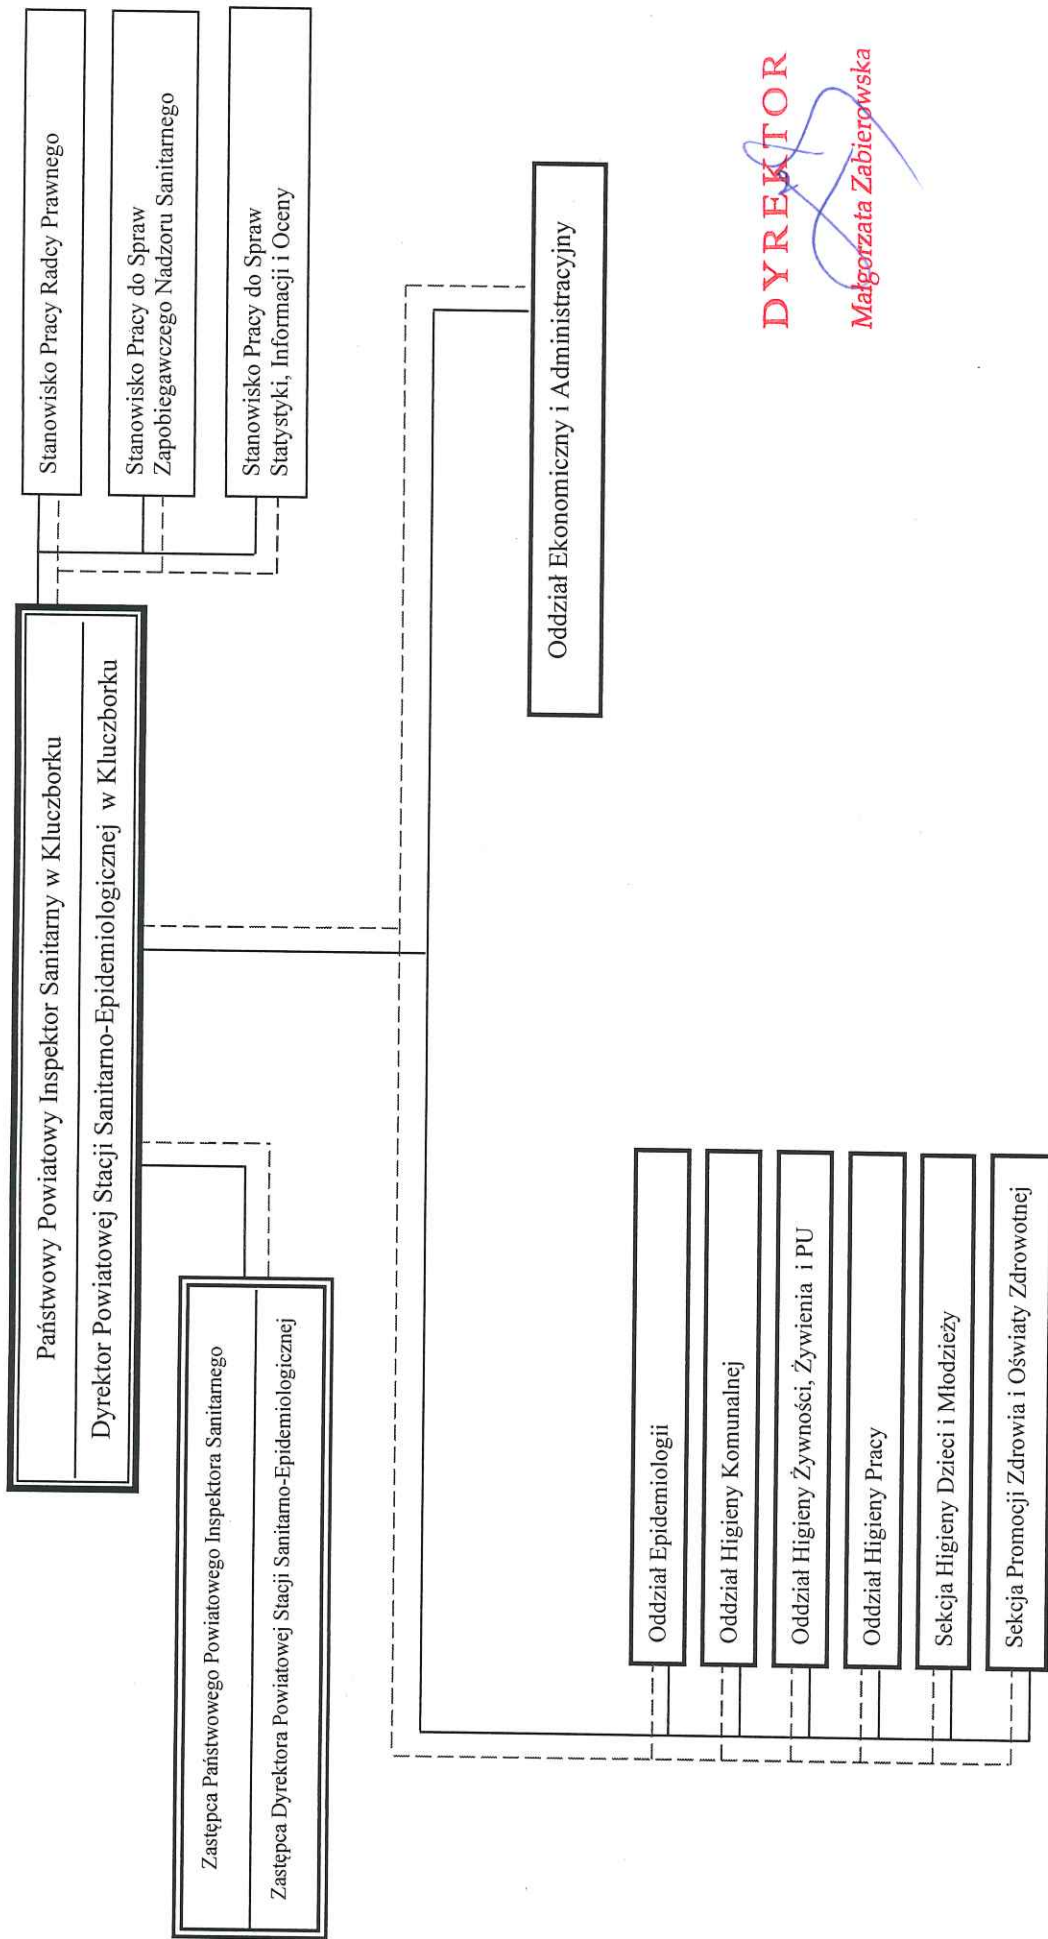 Państwowy Powiatowy Inspektor Sanitarny w Kluczborku
Dyrektor Powiatowej Stacji Sanitarno-Epidemiologicznej w Kluczborku
Stanowisko Pracy Radcy Prawnego
Stanowisko Pracy do Spraw
Zapobiegawczego Nadzoru Sanitarnego
Stanowisko Pracy do Spraw
Statystyki, Informacji i Oceny
Zastępca Państwowego Powiatowego Inspektora Sanitarnego
Zastępca Dyrektora Powiatowej Stacji Sanitarno-Epidemiologicznej
Oddział Epidemiologii
Oddział Higieny Komunalnej
Oddział Higieny Żywności, Żywienia i PU
Oddział Higieny Pracy
Sekcja Higieny Dzieci i Młodzieży
Sekcja Promocji Zdrowia i Oświaty Zdrowotnej
Oddział Ekonomiczny i Administracyjny
DYREKTOR
Małgorzata Zabierowska